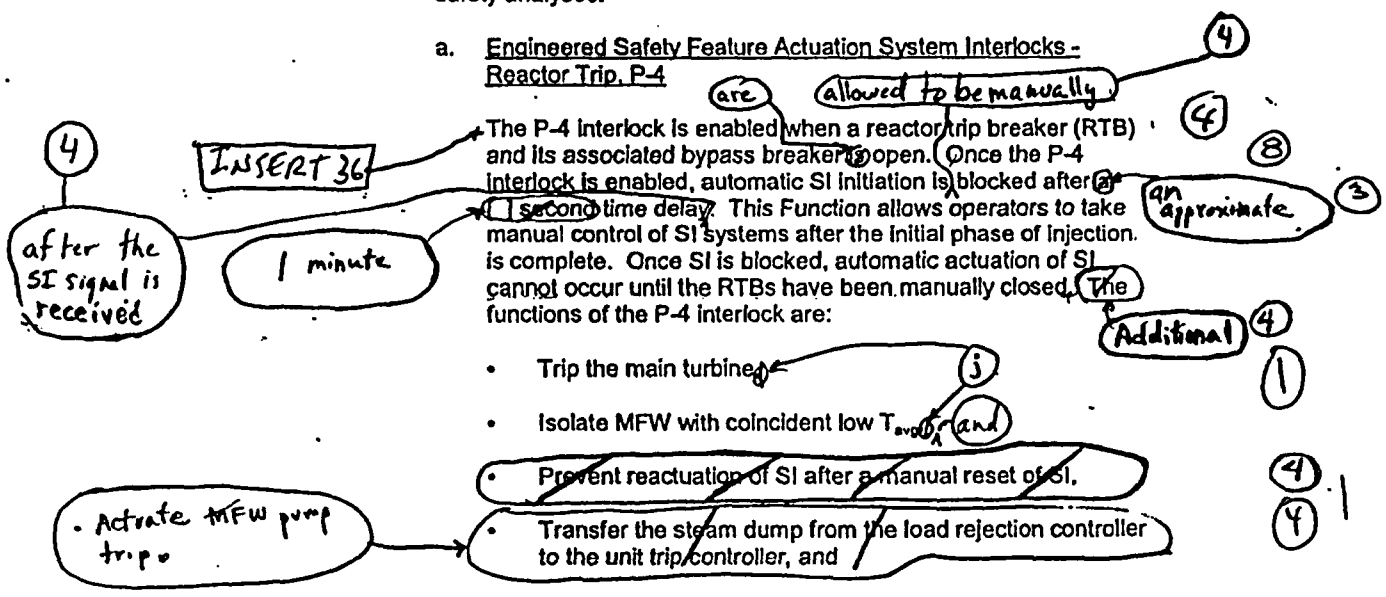 safety analyses.
4
a. Engineered Safety Feature Actuation System Interlocks -
Reactor Trip, P-4
are
allowed to be manually
4
INSERT 36
The P-4 interlock is enabled when a reactor trip breaker (RTB)
4
and its associated bypass breaker is open. Once the P-4
8
interlock is enabled, automatic SI initiation is blocked after a
an approximate
3
[ ] second time delay. This Function allows operators to take
after the
SI signal is
received
1 minute
manual control of SI systems after the initial phase of injection.
is complete. Once SI is blocked, automatic actuation of SI
cannot occur until the RTBs have been manually closed. The
functions of the P-4 interlock are:
Additional
4
1
• Trip the main turbine
;
• Isolate MFW with coincident low Tavg
and
• Prevent reactuation of SI after a manual reset of SI,
4
• Actuate MFW pump
trip.
• Transfer the steam dump from the load rejection controller
to the unit trip controller, and
4
1